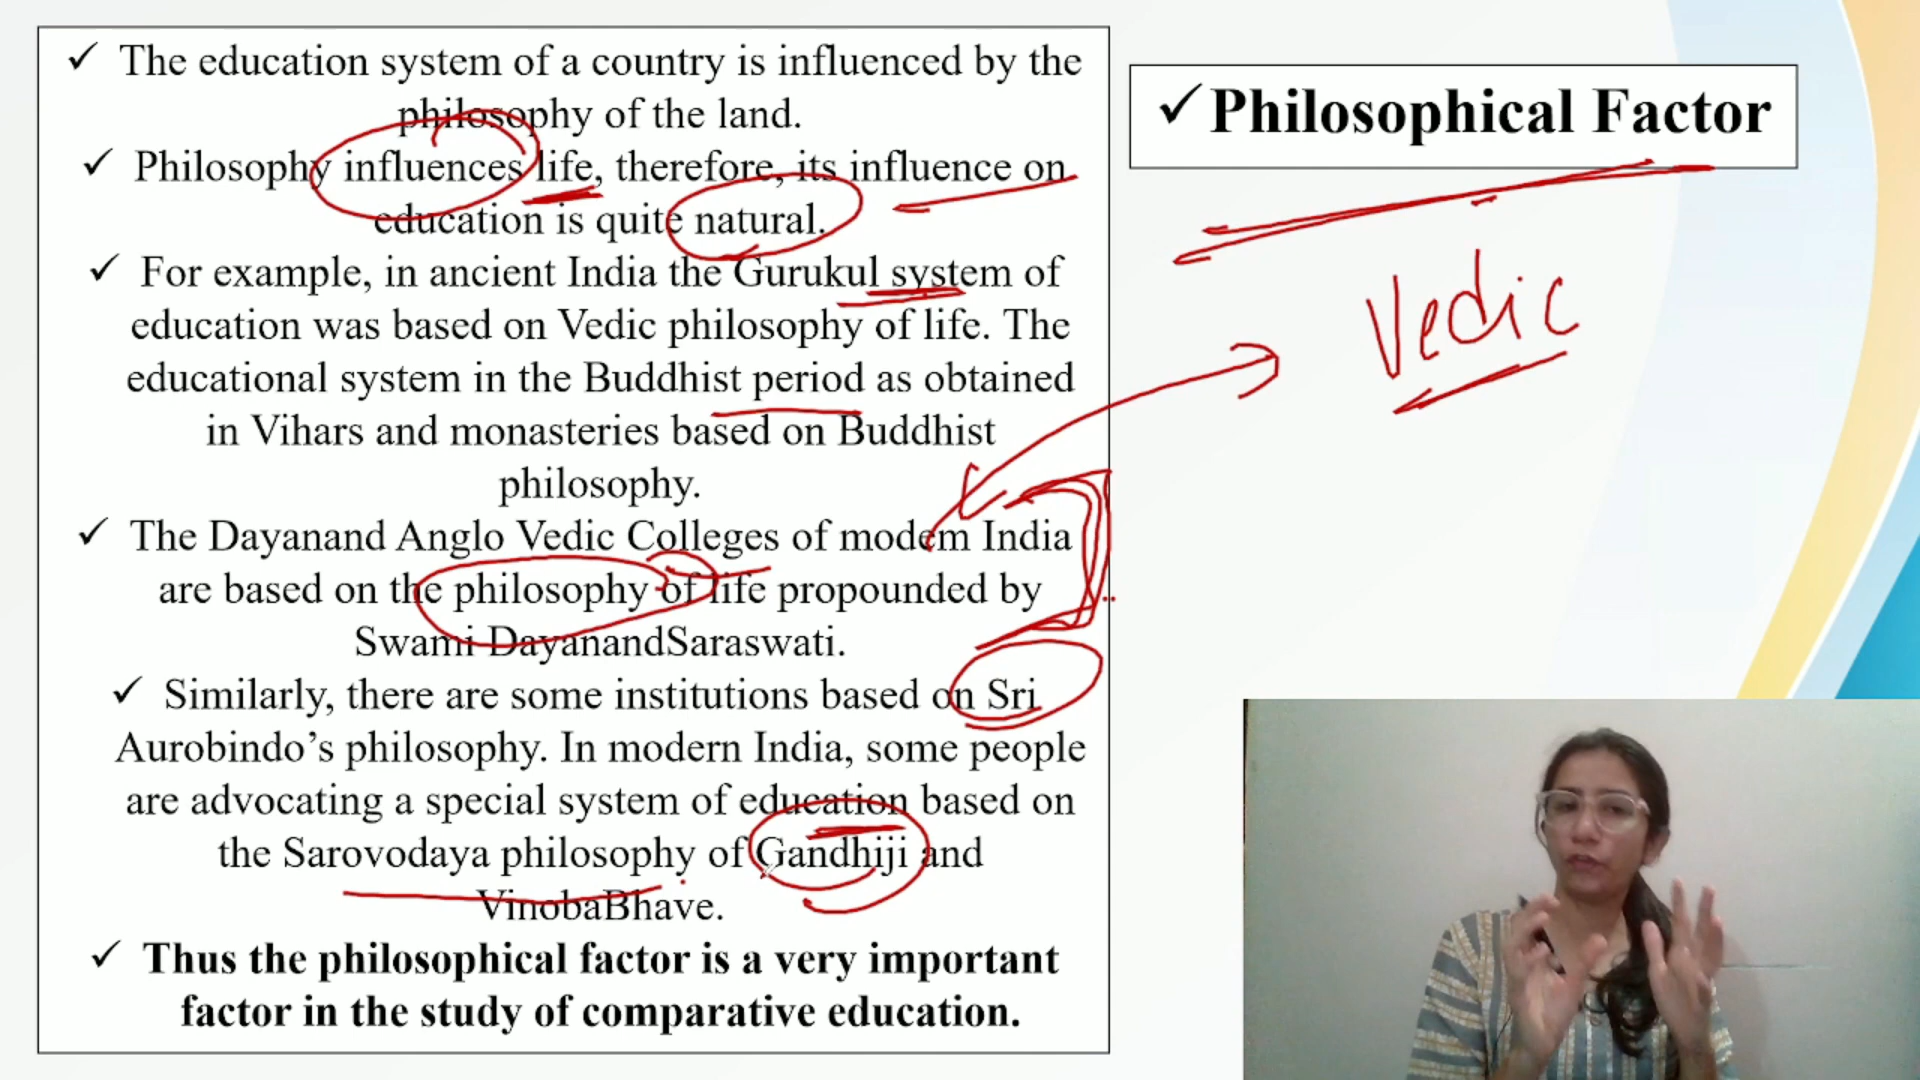 ✓ The education system of a country is influenced by the
philosophy of the land.
✓ Philosophy influences life, therefore, its influence on
education is quite natural.
✓ For example, in ancient India the Gurukul system of
education was based on Vedic philosophy of life. The
educational system in the Buddhist period as obtained
in Vihars and monasteries based on Buddhist
philosophy.
✓ The Dayanand Anglo Vedic Colleges of modem India
are based on the philosophy of life propounded by
Swami DayanandSaraswati.
✓ Similarly, there are some institutions based on Sri
Aurobindo’s philosophy. In modern India, some people
are advocating a special system of education based on
the Sarovodaya philosophy of Gandhiji and
VinobaBhave.
✓ Thus the philosophical factor is a very important
factor in the study of comparative education.
✓ Philosophical Factor
Vedic